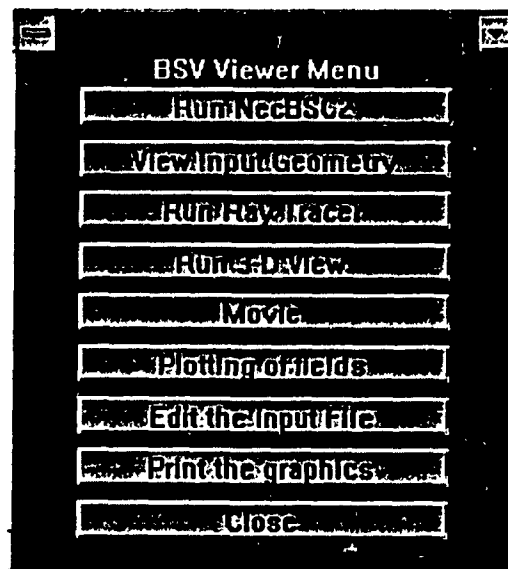 BSV Viewer Menu
Run NecBSC2
View Input Geometry
Run Ray Tracer
Run 3-D View
Movie
Plotting of fields
Edit the Input File
Print the graphics
Close